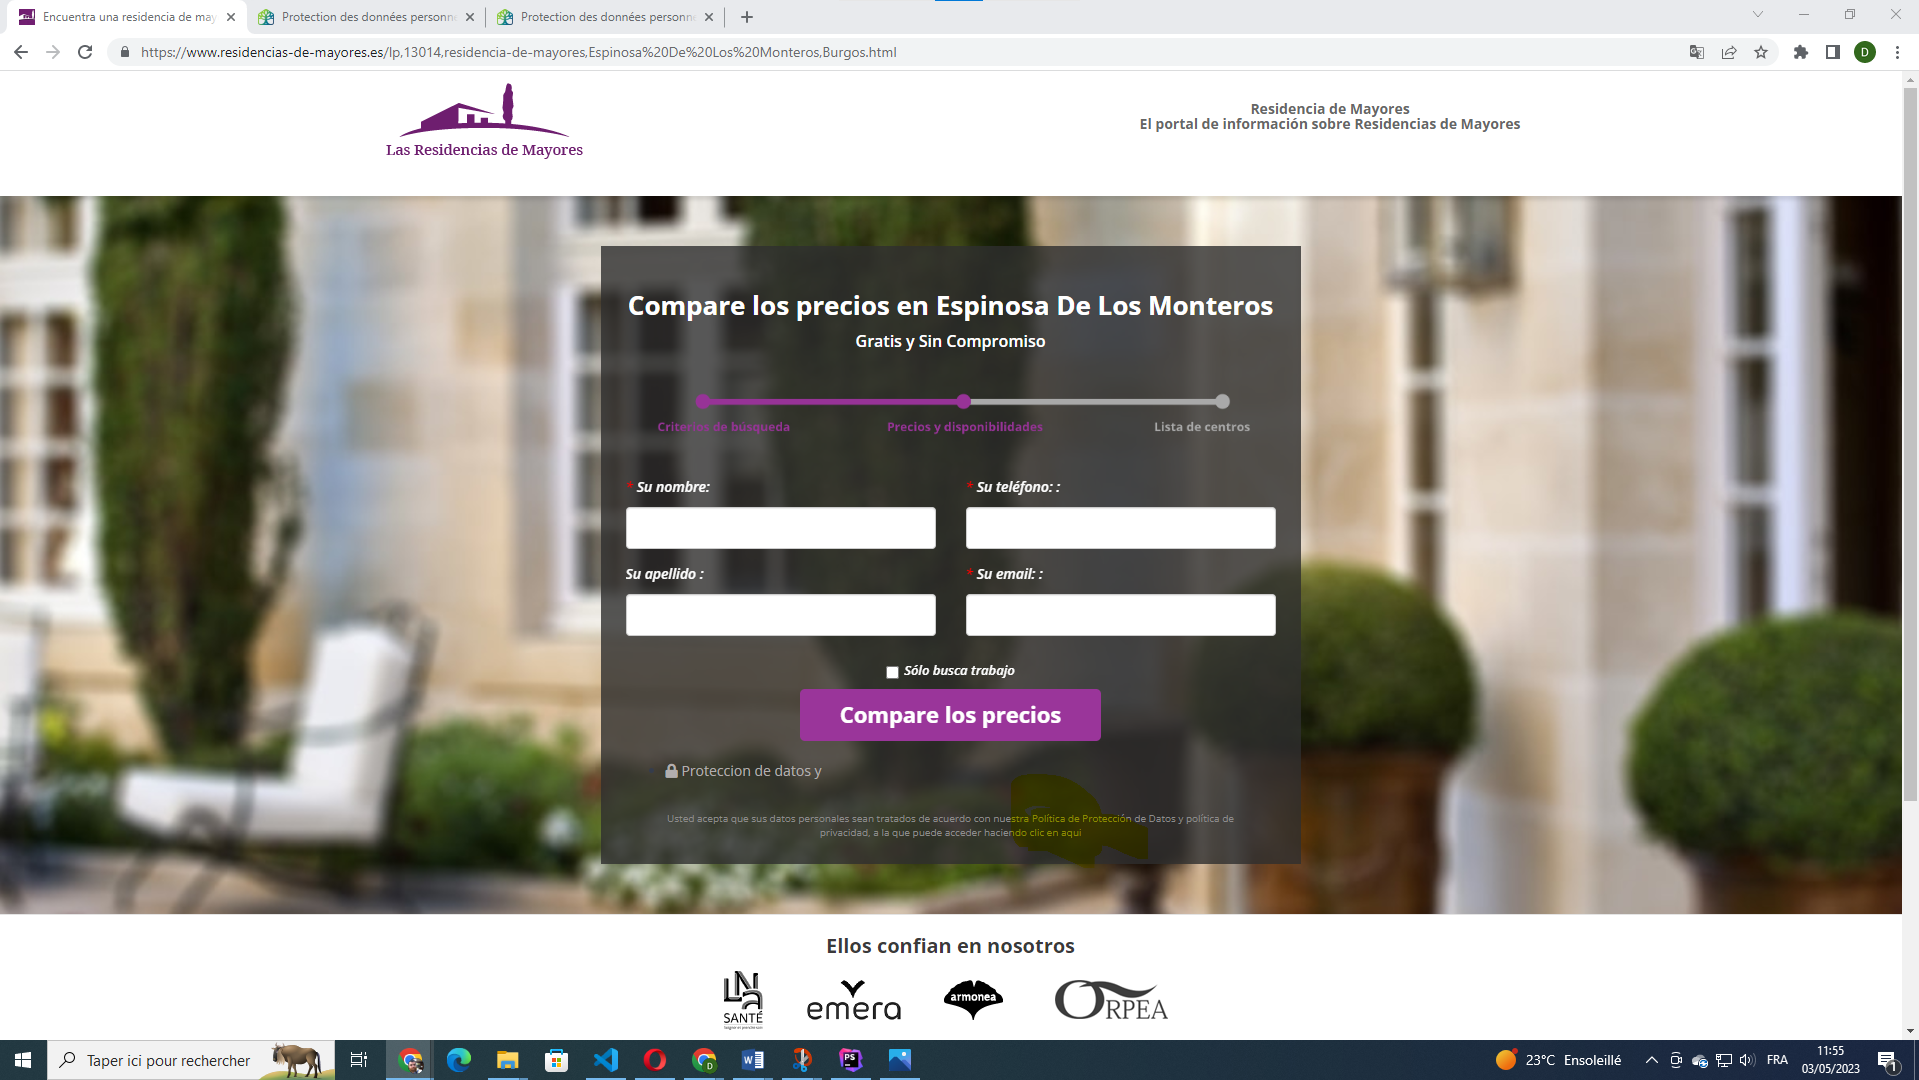 Encuentra una residencia de may
Protection des données personne
Protection des données personne
https://www.residencias-de-mayores.es/lp,13014,residencia-de-mayores,Espinosa%20De%20Los%20Monteros,Burgos.html
D
Las Residencias de Mayores
Residencia de Mayores
El portal de información sobre Residencias de Mayores
Compare los precios en Espinosa De Los Monteros
Gratis y Sin Compromiso
Criterios de búsqueda
Precios y disponibilidades
Lista de centros
* Su nombre:
* Su teléfono: :
Su apellido :
* Su email: :
Sólo busca trabajo
Compare los precios
Proteccion de datos y
Usted acepta que sus datos personales sean tratados de acuerdo con nuestra Política de Protección de Datos y política de
privacidad, a la que puede acceder haciendo clic en aqui
Ellos confian en nosotros
LNA
SANTÉ
emera
armonea
ORPEA
Taper ici pour rechercher
D
W
PS
23°C Ensoleillé
FRA
11:55
03/05/2023
1